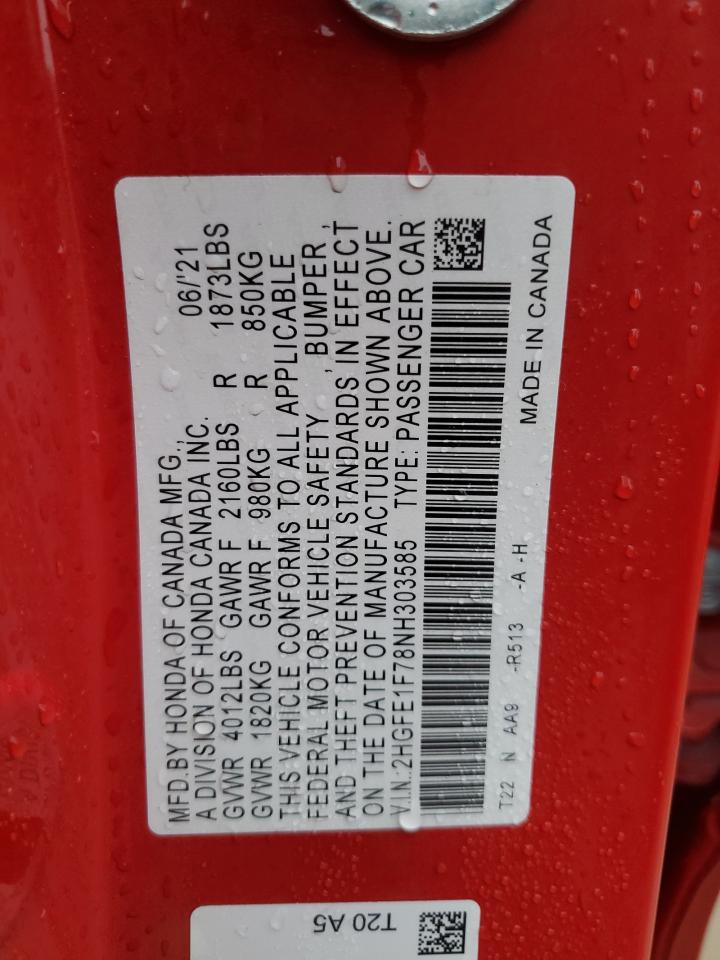 MFD.BY HONDA OF CANADA MFG., 06/'21
A DIVISION OF HONDA CANADA INC.
GVWR 4012LBS GAWR F 2160LBS R 1873LBS
GVWR 1820KG GAWR F 980KG R 850KG
THIS VEHICLE CONFORMS TO ALL APPLICABLE
FEDERAL MOTOR VEHICLE SAFETY , BUMPER ,
AND THEFT PREVENTION STANDARDS IN EFFECT
ON THE DATE OF MANUFACTURE SHOWN ABOVE.
V.I.N.:2HGFE1F78NH303585 TYPE: PASSENGER CAR
T22 N AA9 -R513 -A -H MADE IN CANADA
T20 A5